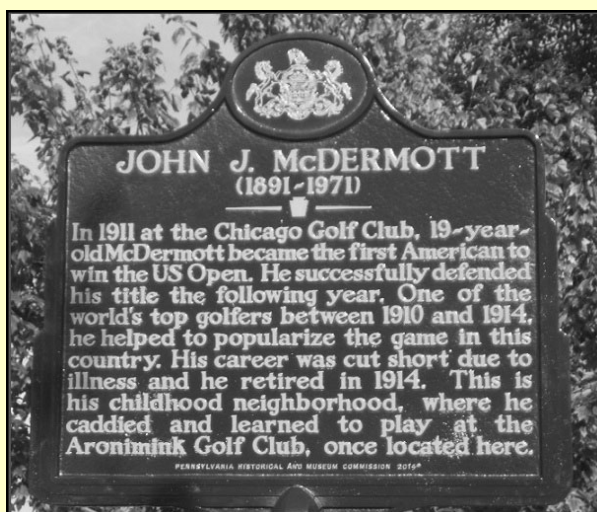 JOHN J. McDERMOTT
(1891-1971)
In 1911 at the Chicago Golf Club, 19-year-
old McDermott became the first American to
win the US Open. He successfully defended
his title the following year. One of the
world's top golfers between 1910 and 1914,
he helped to popularize the game in this
country. His career was cut short due to
illness and he retired in 1914. This is
his childhood neighborhood, where he
caddied and learned to play at the
Aronimink Golf Club, once located here.
PENNSYLVANIA HISTORICAL AND MUSEUM COMMISSION